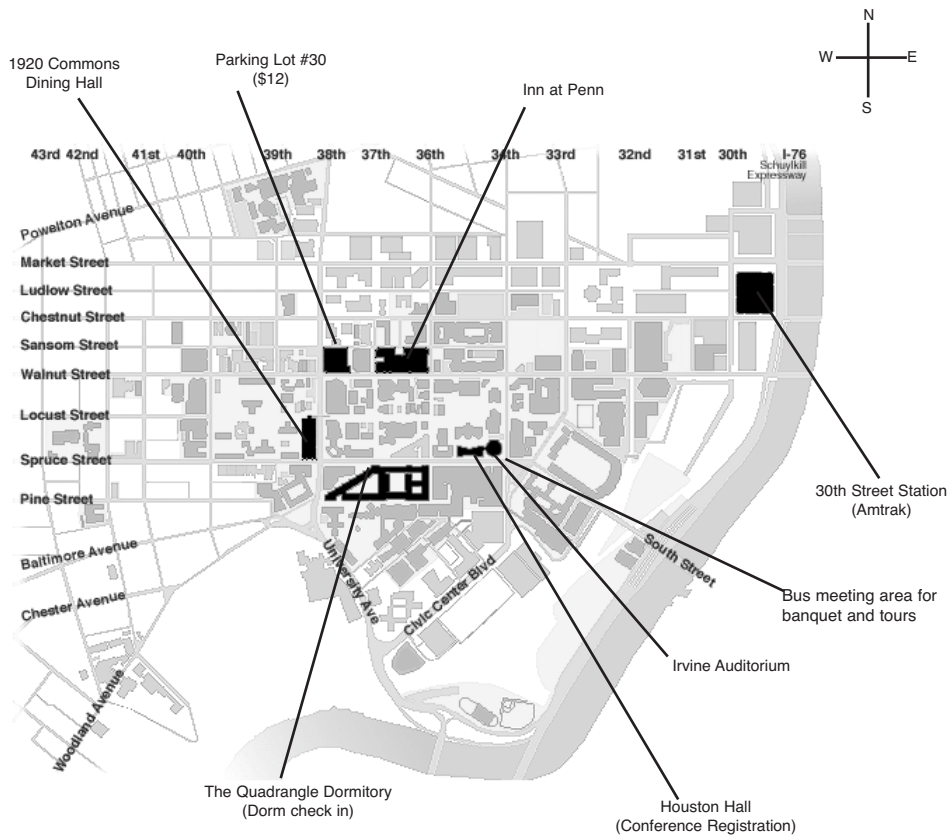 N
W
E
S
1920 Commons
Dining Hall
Parking Lot #30
($12)
Inn at Penn
43rd 42nd 41st 40th 39th 38th 37th 36th 34th 33rd 32nd 31st 30th I-76
Schuylkill
Expressway
Powelton Avenue
Market Street
Ludlow Street
Chestnut Street
Sansom Street
Walnut Street
Locust Street
Spruce Street
Pine Street
Baltimore Avenue
Chester Avenue
Woodland Avenue
University Ave
Civic Center Blvd
South Street
30th Street Station
(Amtrak)
Bus meeting area for
banquet and tours
Irvine Auditorium
The Quadrangle Dormitory
(Dorm check in)
Houston Hall
(Conference Registration)